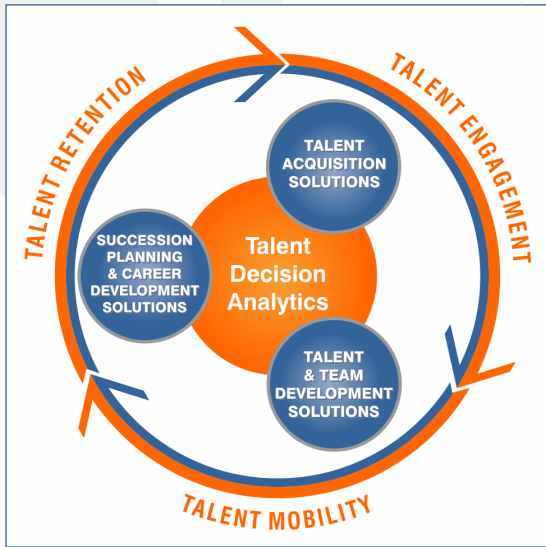 TALENT RETENTION
TALENT ENGAGEMENT
TALENT
ACQUISITION
SOLUTIONS
SUCCESSION
PLANNING
& CAREER
DEVELOPMENT
SOLUTIONS
Talent
Decision
Analytics
TALENT
& TEAM
DEVELOPMENT
SOLUTIONS
TALENT MOBILITY